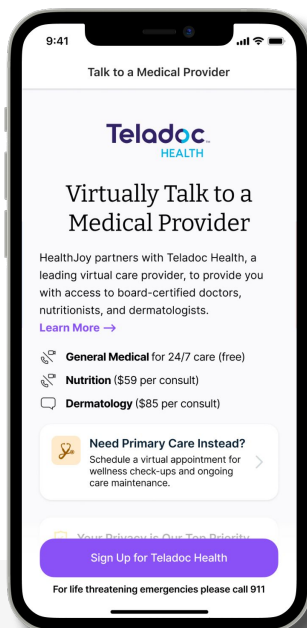 9:41
Talk to a Medical Provider
Teladoc™
HEALTH
Virtually Talk to a
Medical Provider
HealthJoy partners with Teladoc Health, a
leading virtual care provider, to provide you
with access to board-certified doctors,
nutritionists, and dermatologists.
Learn More →
General Medical for 24/7 care (free)
Nutrition ($59 per consult)
Dermatology ($85 per consult)
Need Primary Care Instead?
Schedule a virtual appointment for
wellness check-ups and ongoing
care maintenance.
Your Privacy is Our Top Priority
Sign Up for Teladoc Health
For life threatening emergencies please call 911